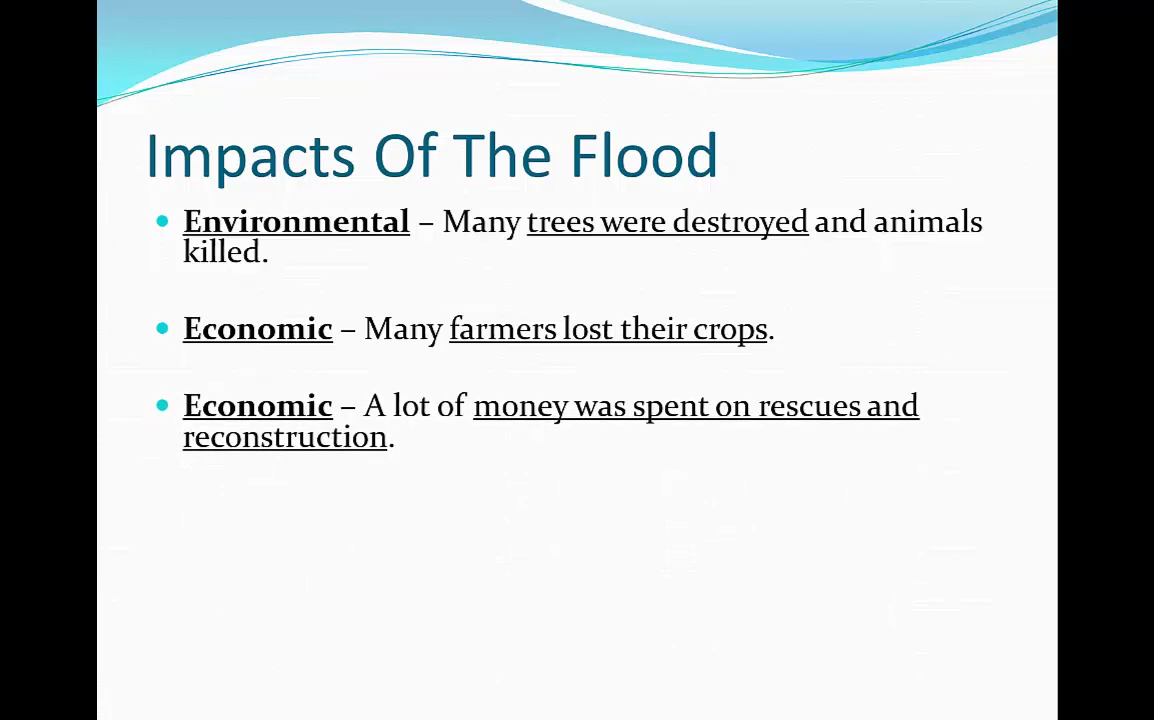 Impacts Of The Flood
• Environmental – Many trees were destroyed and animals
killed.
• Economic – Many farmers lost their crops.
• Economic – A lot of money was spent on rescues and
reconstruction.